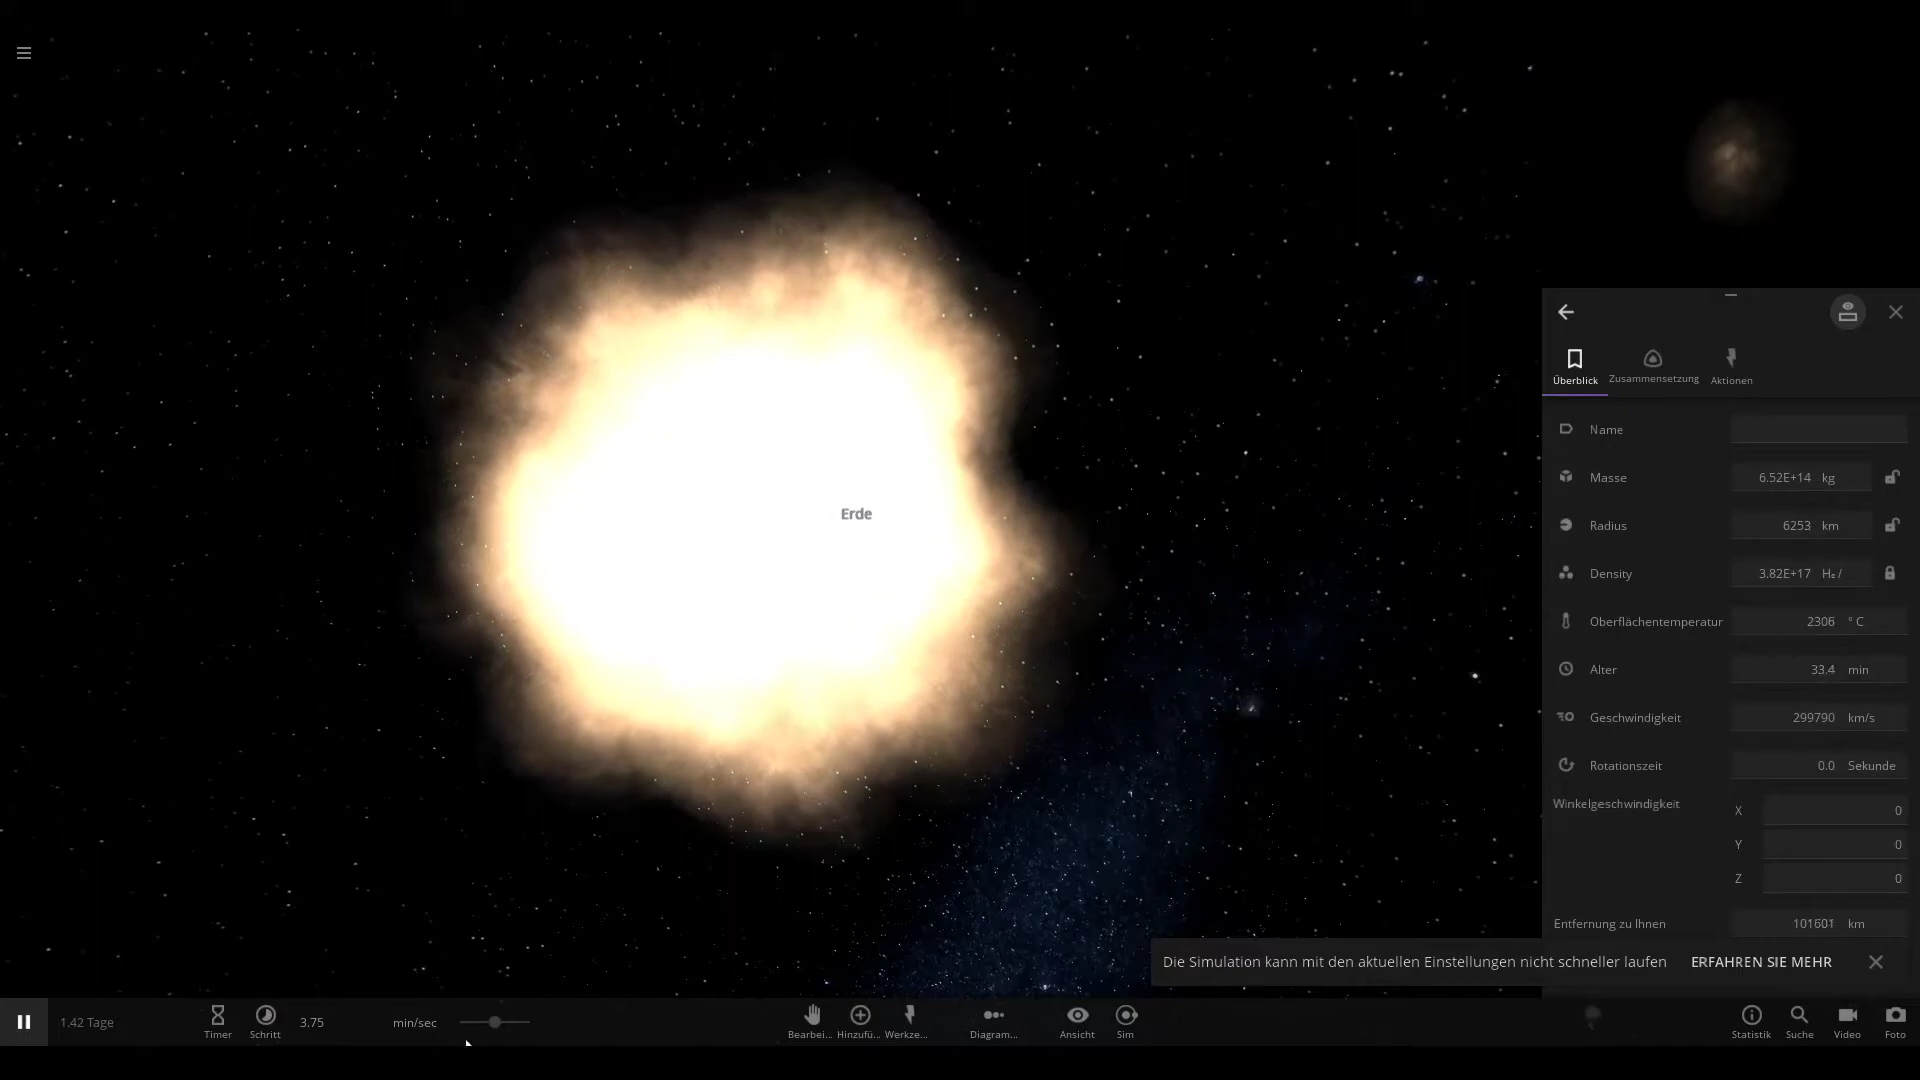 Erde
Überblick
Zusammensetzung
Aktionen
Name
Masse 6.52E+14 kg
Radius 6253 km
Density 3.82E+17 H₂ /
Oberflächentemperatur 2306 ° C
Alter 33.4 min
Geschwindigkeit 299790 km/s
Rotationszeit 0.0 Sekunde
Winkelgeschwindigkeit
X 0
Y 0
Z 0
Entfernung zu Ihnen 101601 km
Die Simulation kann mit den aktuellen Einstellungen nicht schneller laufen ERFAHREN SIE MEHR
1.42 Tage
Timer
Schritt
3.75 min/sec
Bearbei...
Hinzufü...
Werkze...
Diagram...
Ansicht
Sim
Statistik
Suche
Video
Foto